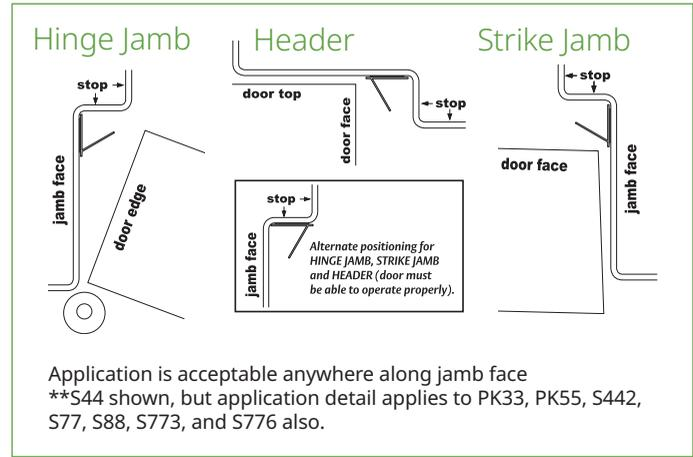 Hinge Jamb
stop
jamb face
door edge
Header
door top
door face
stop
stop
jamb face
Alternate positioning for
HINGE JAMB, STRIKE JAMB
and HEADER (door must
be able to operate properly).
Strike Jamb
stop
door face
jamb face
Application is acceptable anywhere along jamb face
**S44 shown, but application detail applies to PK33, PK55, S442,
S77, S88, S773, and S776 also.